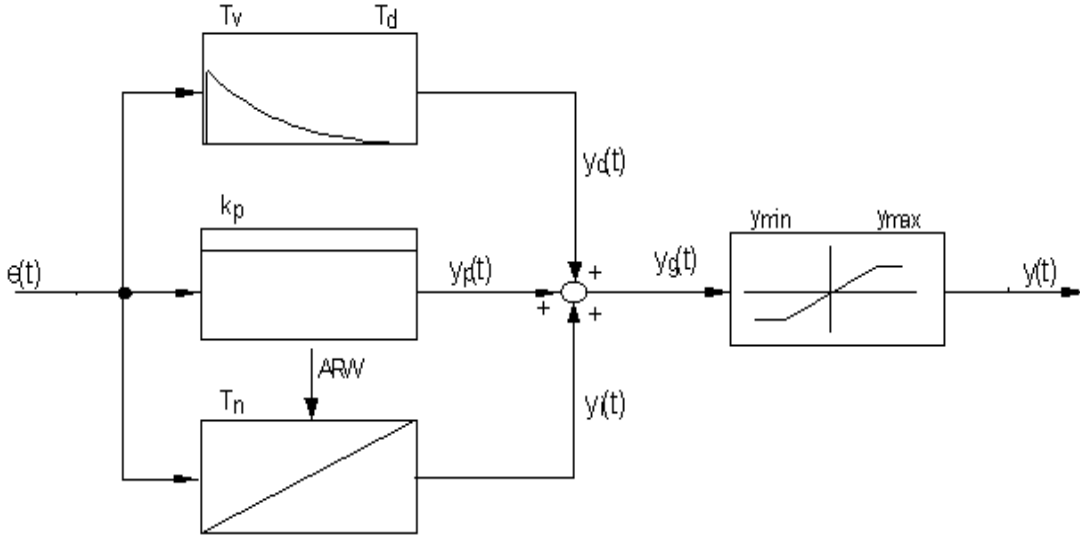 Tv Td
yd(t)
kp
ymin ymax
e(t)
yp(t)
+
yg(t)
y(t)
+
+
ARW
Tn
yi(t)